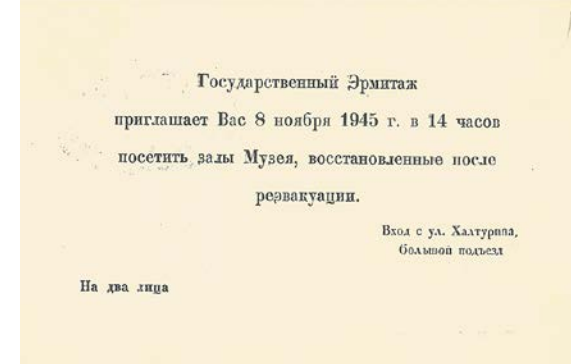 Государственный Эрмитаж
приглашает Вас 8 ноября 1945 г. в 14 часов
посетить залы Музея, восстановленные после
реэвакуации.
Вход с ул. Халтурина,
большой подъезд
На два лица